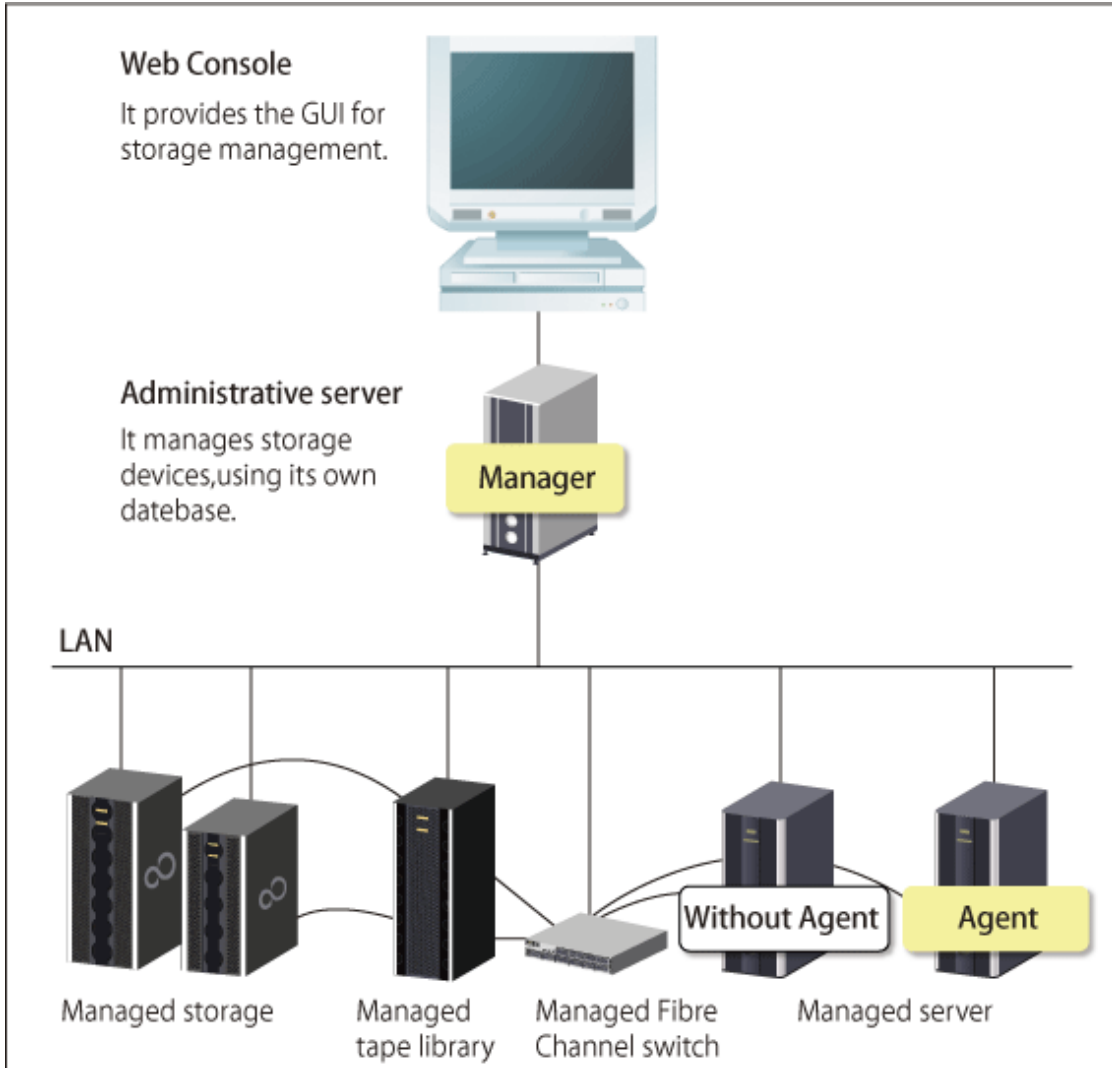 Web Console
It provides the GUI for
storage management.
Administrative server
It manages storage
devices,using its own
datebase.
Manager
LAN
Without Agent
Agent
Managed storage
Managed
tape library
Managed Fibre
Channel switch
Managed server